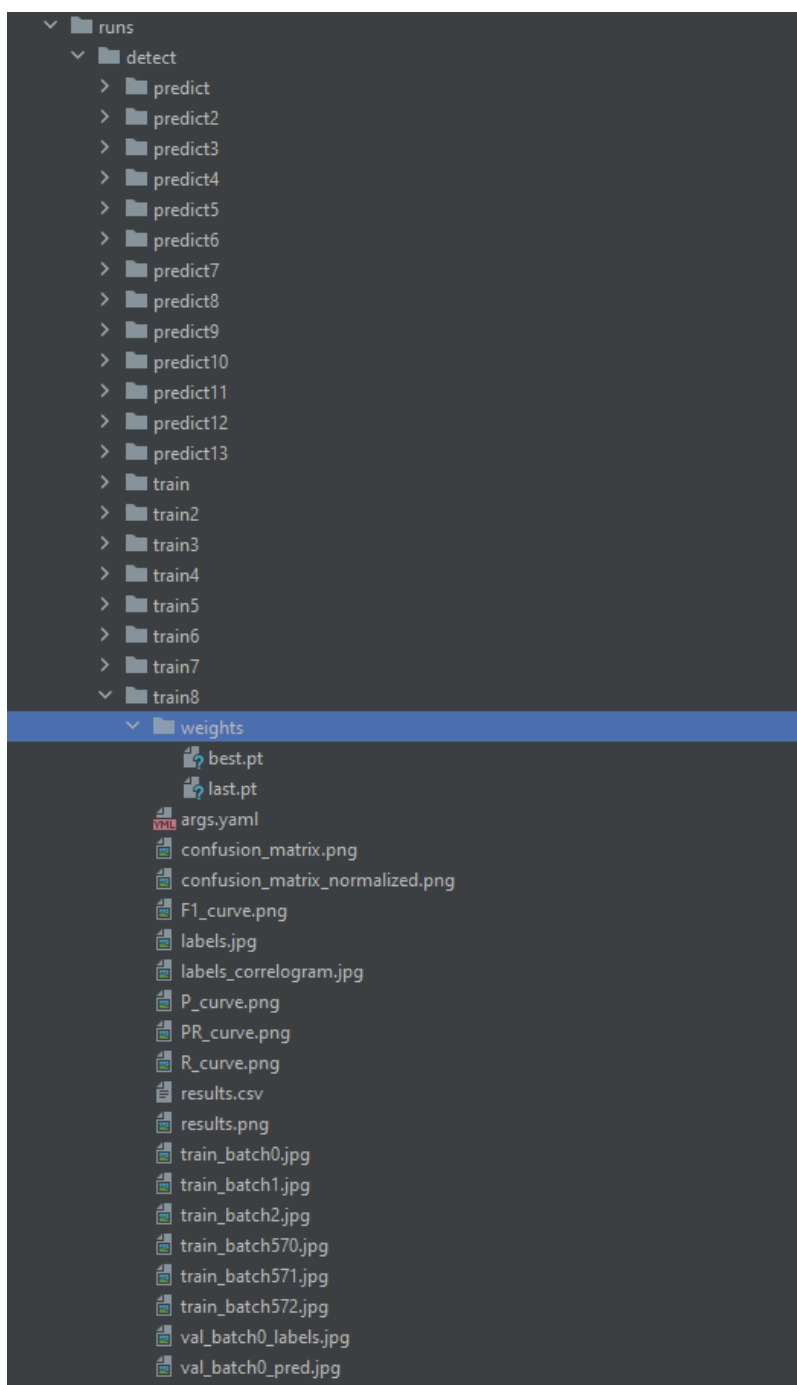 runs
detect
predict
predict2
predict3
predict4
predict5
predict6
predict7
predict8
predict9
predict10
predict11
predict12
predict13
train
train2
train3
train4
train5
train6
train7
train8
weights
best.pt
last.pt
YML args.yaml
confusion_matrix.png
confusion_matrix_normalized.png
F1_curve.png
labels.jpg
labels_correlogram.jpg
P_curve.png
PR_curve.png
R_curve.png
results.csv
results.png
train_batch0.jpg
train_batch1.jpg
train_batch2.jpg
train_batch570.jpg
train_batch571.jpg
train_batch572.jpg
val_batch0_labels.jpg
val_batch0_pred.jpg